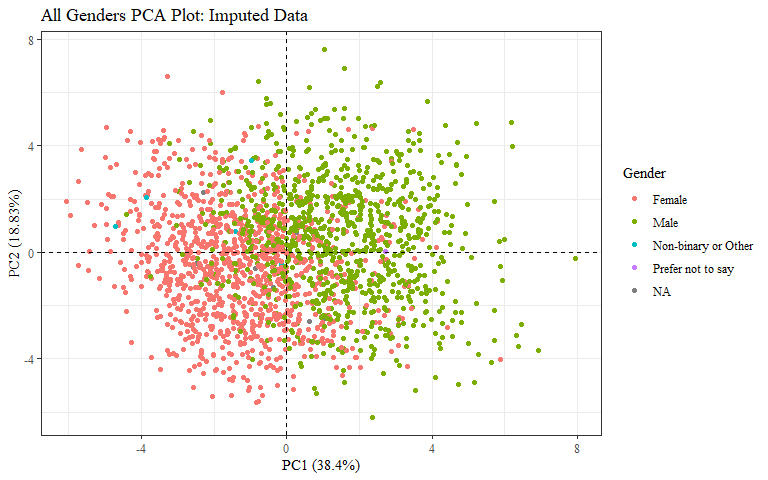 All Genders PCA Plot: Imputed Data
8
4
0
-4
PC2 (18.83%)
-4
0
4
8
PC1 (38.4%)
Gender
Female
Male
Non-binary or Other
Prefer not to say
NA